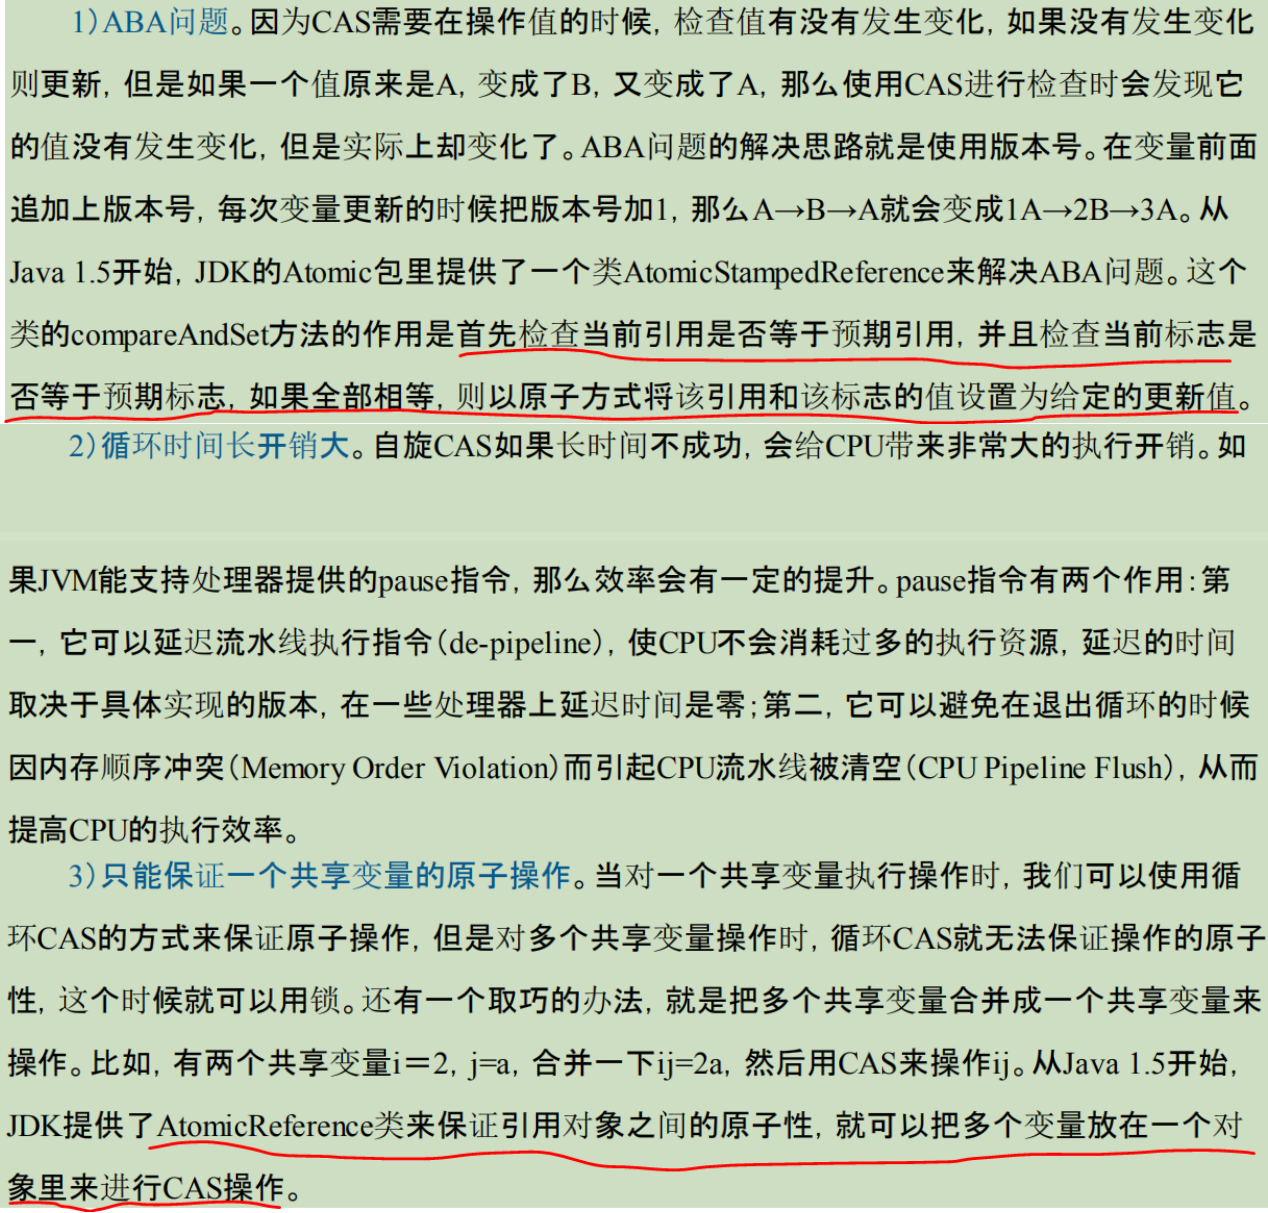 1)ABA问题。因为CAS需要在操作值的时候，检查值有没有发生变化，如果没有发生变化
则更新，但是如果一个值原来是A，变成了B，又变成了A，那么使用CAS进行检查时会发现它
的值没有发生变化，但是实际上却变化了。ABA问题的解决思路就是使用版本号。在变量前面
追加上版本号，每次变量更新的时候把版本号加1，那么A→B→A就会变成1A→2B→3A。从
Java 1.5开始，JDK的Atomic包里提供了一个类AtomicStampedReference来解决ABA问题。这个
类的compareAndSet方法的作用是首先检查当前引用是否等于预期引用，并且检查当前标志是
否等于预期标志，如果全部相等，则以原子方式将该引用和该标志的值设置为给定的更新值。
2)循环时间长开销大。自旋CAS如果长时间不成功，会给CPU带来非常大的执行开销。如
果JVM能支持处理器提供的pause指令，那么效率会有一定的提升。pause指令有两个作用：第
一，它可以延迟流水线执行指令(de-pipeline)，使CPU不会消耗过多的执行资源，延迟的时间
取决于具体实现的版本，在一些处理器上延迟时间是零；第二，它可以避免在退出循环的时候
因内存顺序冲突(Memory Order Violation)而引起CPU流水线被清空(CPU Pipeline Flush)，从而
提高CPU的执行效率。
3)只能保证一个共享变量的原子操作。当对一个共享变量执行操作时，我们可以使用循
环CAS的方式来保证原子操作，但是对多个共享变量操作时，循环CAS就无法保证操作的原子
性，这个时候就可以用锁。还有一个取巧的办法，就是把多个共享变量合并成一个共享变量来
操作。比如，有两个共享变量i＝2，j=a，合并一下ij=2a，然后用CAS来操作ij。从Java 1.5开始，
JDK提供了AtomicReference类来保证引用对象之间的原子性，就可以把多个变量放在一个对
象里来进行CAS操作。